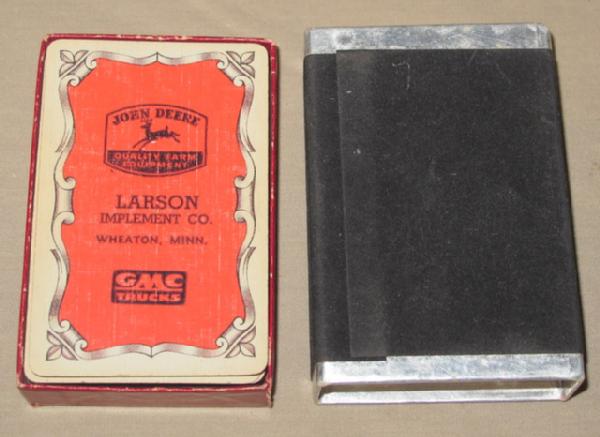 JOHN DEERE
QUALITY FARM
EQUIPMENT
LARSON
IMPLEMENT CO.
WHEATON, MINN.
GMC
TRUCKS